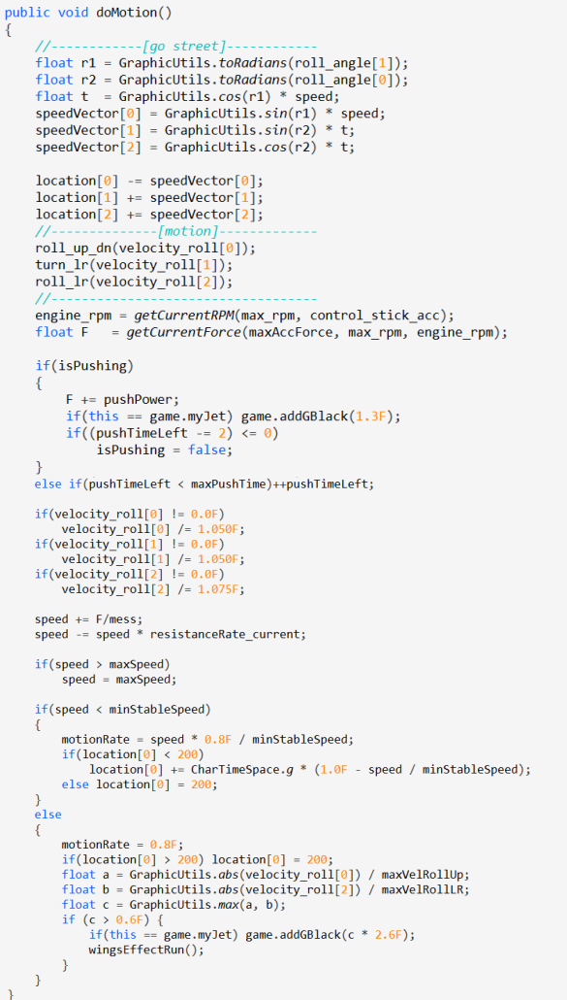 public void doMotion()
{
    //------------[go street]------------
    float r1 = GraphicUtils.toRadians(roll_angle[1]);
    float r2 = GraphicUtils.toRadians(roll_angle[0]);
    float t  = GraphicUtils.cos(r1) * speed;
    speedVector[0] = GraphicUtils.sin(r1) * speed;
    speedVector[1] = GraphicUtils.sin(r2) * t;
    speedVector[2] = GraphicUtils.cos(r2) * t;

    location[0] -= speedVector[0];
    location[1] += speedVector[1];
    location[2] += speedVector[2];
    //--------------[motion]-------------
    roll_up_dn(velocity_roll[0]);
    turn_lr(velocity_roll[1]);
    roll_lr(velocity_roll[2]);
    //-----------------------------------
    engine_rpm = getCurrentRPM(max_rpm, control_stick_acc);
    float F   = getCurrentForce(maxAccForce, max_rpm, engine_rpm);

    if(isPushing)
    {
        F += pushPower;
        if(this == game.myJet) game.addGBlack(1.3F);
        if((pushTimeLeft -= 2) <= 0)
            isPushing = false;
    }
    else if(pushTimeLeft < maxPushTime)++pushTimeLeft;

    if(velocity_roll[0] != 0.0F)
        velocity_roll[0] /= 1.050F;
    if(velocity_roll[1] != 0.0F)
        velocity_roll[1] /= 1.050F;
    if(velocity_roll[2] != 0.0F)
        velocity_roll[2] /= 1.075F;

    speed += F/mess;
    speed -= speed * resistanceRate_current;

    if(speed > maxSpeed)
        speed = maxSpeed;

    if(speed < minStableSpeed)
    {
        motionRate = speed * 0.8F / minStableSpeed;
        if(location[0] < 200)
            location[0] += CharTimeSpace.g * (1.0F - speed / minStableSpeed);
        else location[0] = 200;
    }
    else
    {
        motionRate = 0.8F;
        if(location[0] > 200) location[0] = 200;
        float a = GraphicUtils.abs(velocity_roll[0]) / maxVelRollUp;
        float b = GraphicUtils.abs(velocity_roll[2]) / maxVelRollLR;
        float c = GraphicUtils.max(a, b);
        if (c > 0.6F) {
            if(this == game.myJet) game.addGBlack(c * 2.6F);
            wingsEffectRun();
        }
    }
}